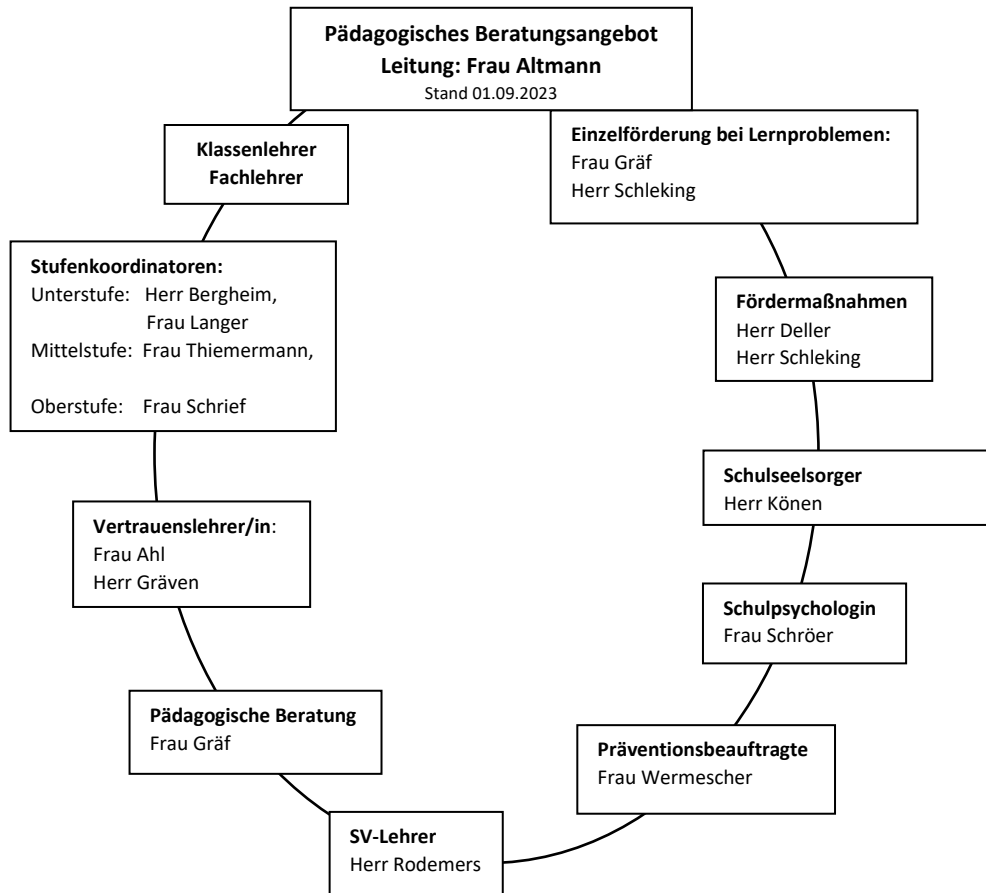 Pädagogisches Beratungsangebot
Leitung: Frau Altmann
Stand 01.09.2023
Klassenlehrer
Fachlehrer
Einzelförderung bei Lernproblemen:
Frau Gräf
Herr Schleking
Stufenkoordinatoren:
Unterstufe: Herr Bergheim,
Frau Langer
Mittelstufe: Frau Thiemermann,
Oberstufe: Frau Schrief
Fördermaßnahmen
Herr Deller
Herr Schleking
Schulseelsorger
Herr Könen
Vertrauenslehrer/in:
Frau Ahl
Herr Gräven
Schulpsychologin
Frau Schröer
Pädagogische Beratung
Frau Gräf
Präventionsbeauftragte
Frau Wermescher
SV-Lehrer
Herr Rodemers